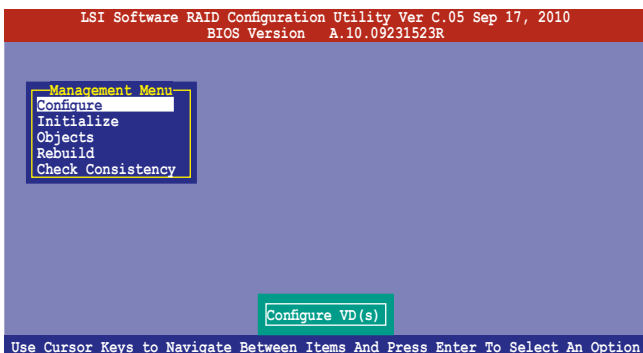 LSI Software RAID Configuration Utility Ver C.05 Sep 17, 2010
BIOS Version A.10.09231523R
Management Menu
Configure
Initialize
Objects
Rebuild
Check Consistency
Configure VD(s)
Use Cursor Keys to Navigate Between Items And Press Enter To Select An Option